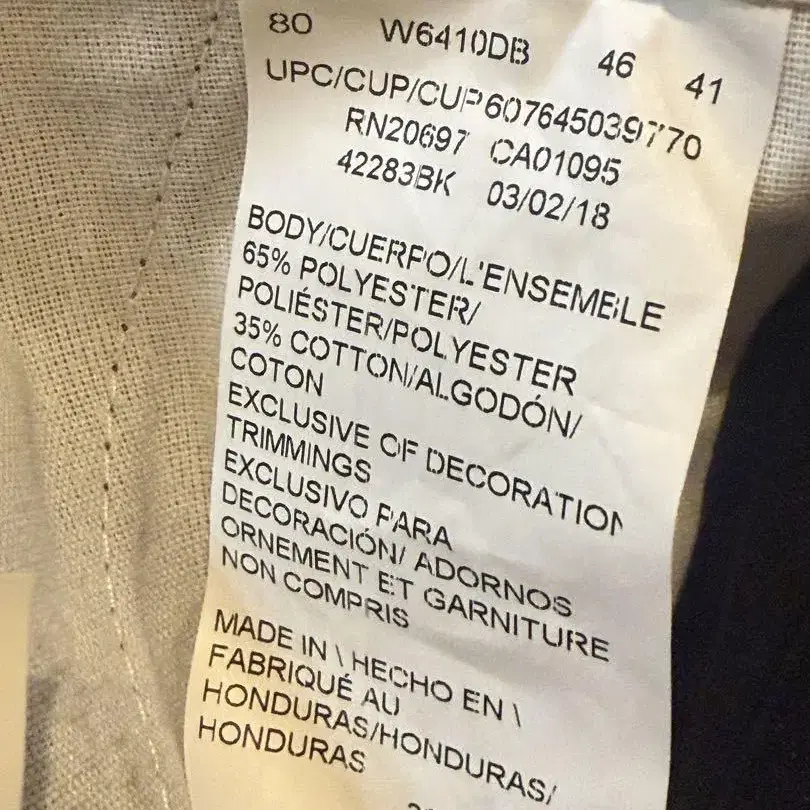 80 W6410DB 46 41
UPC/CUP/CUP 607645039770
RN20697 CA01095
42283BK 03/02/18
BODY/CUERPO/L'ENSEMBLE
65% POLYESTER/
POLIÉSTER/POLYESTER
35% COTTON/ALGODÓN/
COTON
EXCLUSIVE OF DECORATION
TRIMMINGS
EXCLUSIVO PARA
DECORACIÓN/ ADORNOS
ORNEMENT ET GARNITURE
NON COMPRIS
MADE IN \ HECHO EN \
FABRIQUÉ AU
HONDURAS/HONDURAS/
HONDURAS